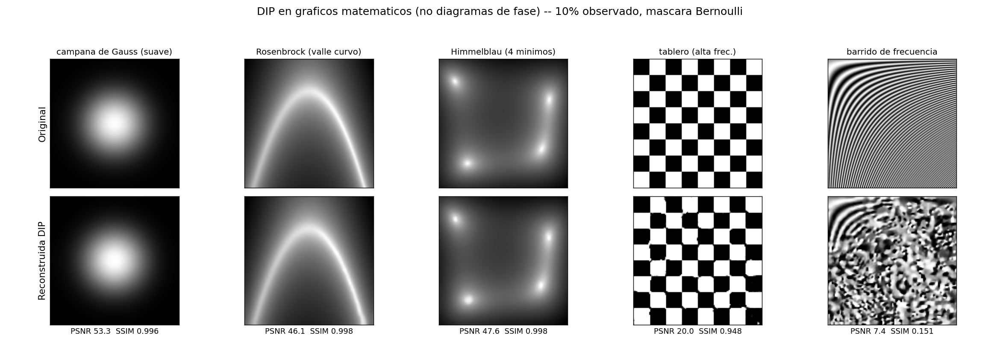 DIP en graficos matematicos (no diagramas de fase) -- 10% observado, mascara Bernoulli
campana de Gauss (suave)
Rosenbrock (valle curvo)
Himmelblau (4 minimos)
tablero (alta frec.)
barrido de frecuencia
Original
Reconstruida DIP
PSNR 53.3  SSIM 0.996
PSNR 46.1  SSIM 0.998
PSNR 47.6  SSIM 0.998
PSNR 20.0  SSIM 0.948
PSNR 7.4  SSIM 0.151